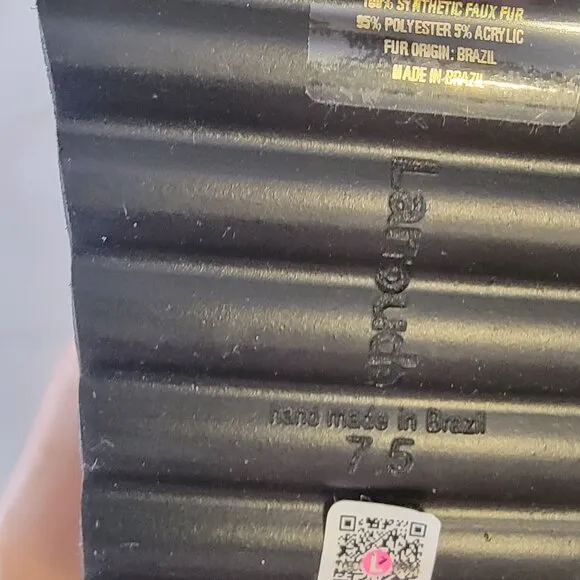 100% SYNTHETIC FAUX FUR
95% POLYESTER 5% ACRYLIC
FUR ORIGIN: BRAZIL
MADE IN BRAZIL
Larroudé
hand made in Brazil
7 5
L